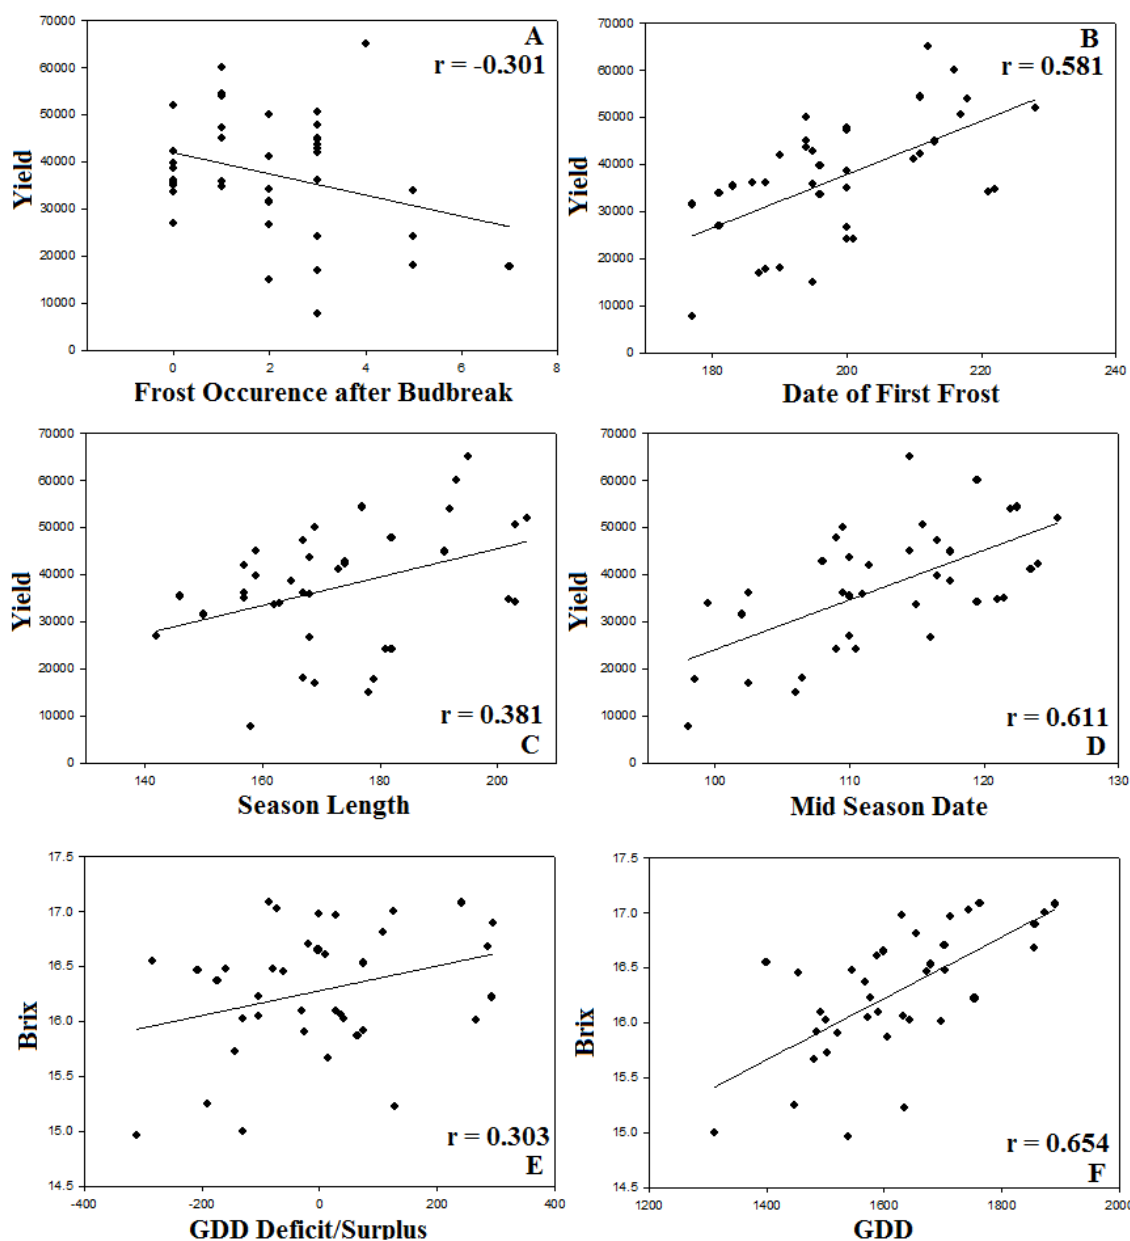 A
r = -0.301
70000
60000
50000
40000
30000
20000
10000
0
Yield
0 2 4 6 8
Frost Occurence after Budbreak
B
r = 0.581
70000
60000
50000
40000
30000
20000
10000
0
Yield
180 200 220 240
Date of First Frost
70000
60000
50000
40000
30000
20000
10000
0
Yield
r = 0.381
C
140 160 180 200
Season Length
70000
60000
50000
40000
30000
20000
10000
0
Yield
r = 0.611
D
100 110 120 130
Mid Season Date
17.5
17.0
16.5
16.0
15.5
15.0
14.5
Brix
r = 0.303
E
-400 -200 0 200 400
GDD Deficit/Surplus
17.5
17.0
16.5
16.0
15.5
15.0
14.5
Brix
r = 0.654
F
1200 1400 1600 1800 2000
GDD